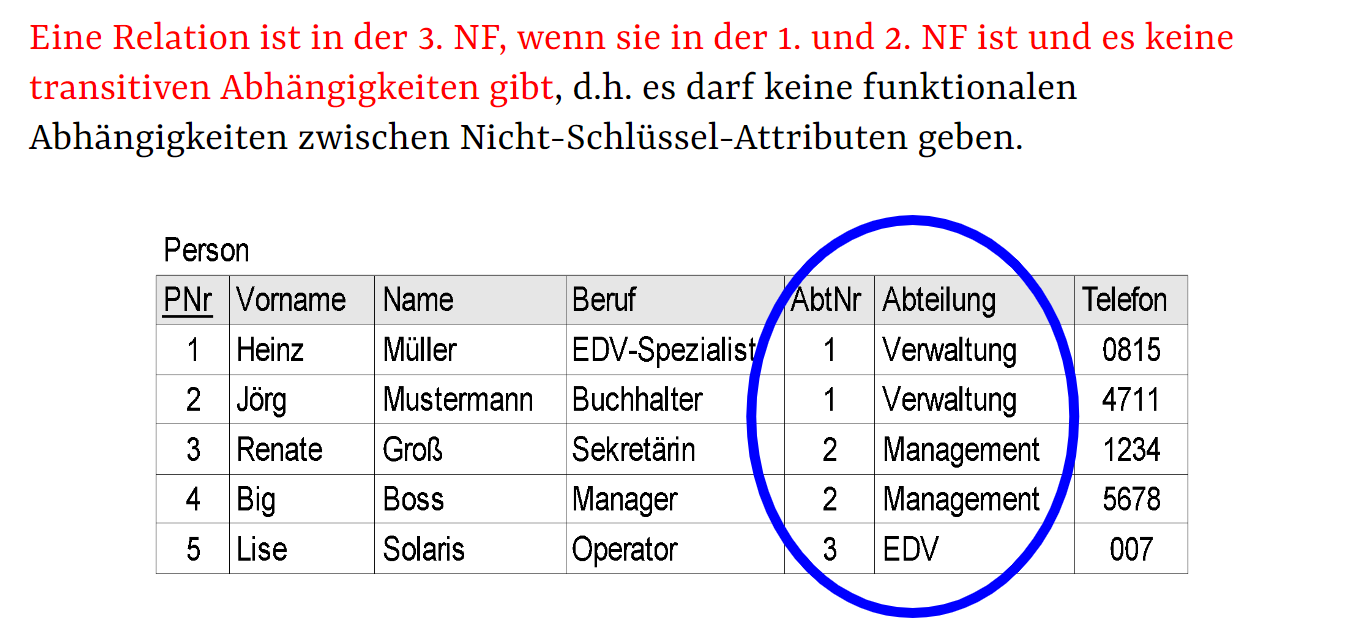 Eine Relation ist in der 3. NF, wenn sie in der 1. und 2. NF ist und es keine
transitiven Abhängigkeiten gibt, d.h. es darf keine funktionalen
Abhängigkeiten zwischen Nicht-Schlüssel-Attributen geben.
Person
PNr Vorname Name Beruf AbtNr Abteilung Telefon
1 Heinz Müller EDV-Spezialist 1 Verwaltung 0815
2 Jörg Mustermann Buchhalter 1 Verwaltung 4711
3 Renate Groß Sekretärin 2 Management 1234
4 Big Boss Manager 2 Management 5678
5 Lise Solaris Operator 3 EDV 007